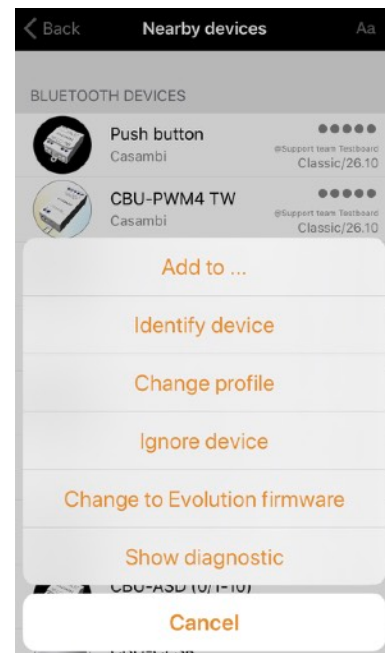 Back Nearby devices Aa
BLUETOOTH DEVICES
Push button
Casambi
@Support team Testboard
Classic/26.10
CBU-PWM4 TW
Casambi
@Support team Testboard
Classic/26.10
Add to ...
Identify device
Change profile
Ignore device
Change to Evolution firmware
Show diagnostic
CBU-ASD (0/1-10)
Cancel